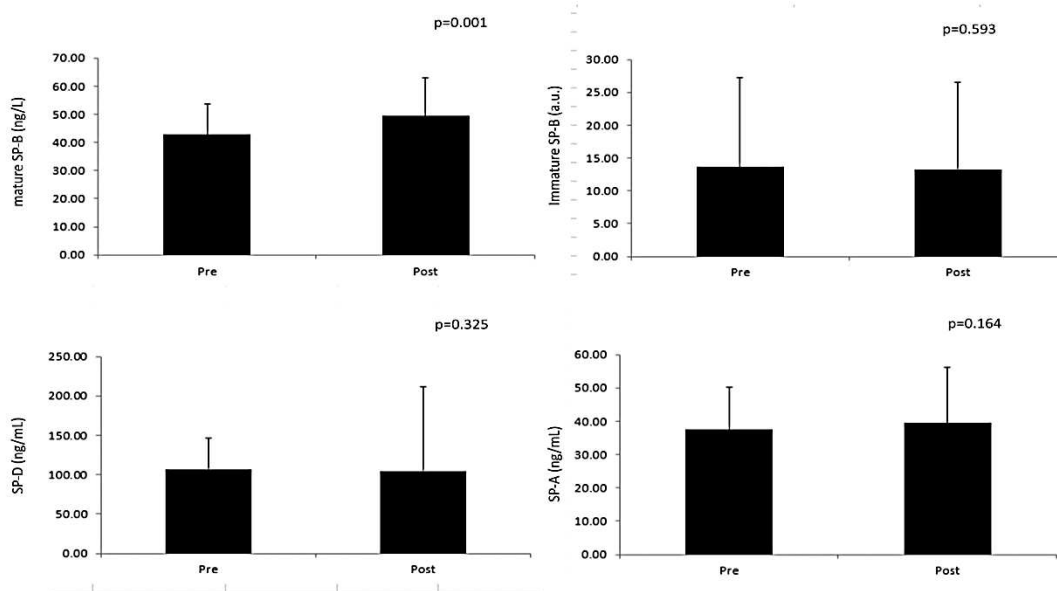 p=0.001
mature SP-B (ng/L)
70.00
60.00
50.00
40.00
30.00
20.00
10.00
0.00
Pre Post
p=0.593
Immature SP-B (a.u.)
30.00
25.00
20.00
15.00
10.00
5.00
0.00
Pre Post
p=0.325
SP-D (ng/mL)
250.00
200.00
150.00
100.00
50.00
0.00
Pre Post
p=0.164
SP-A (ng/mL)
60.00
50.00
40.00
30.00
20.00
10.00
0.00
Pre Post